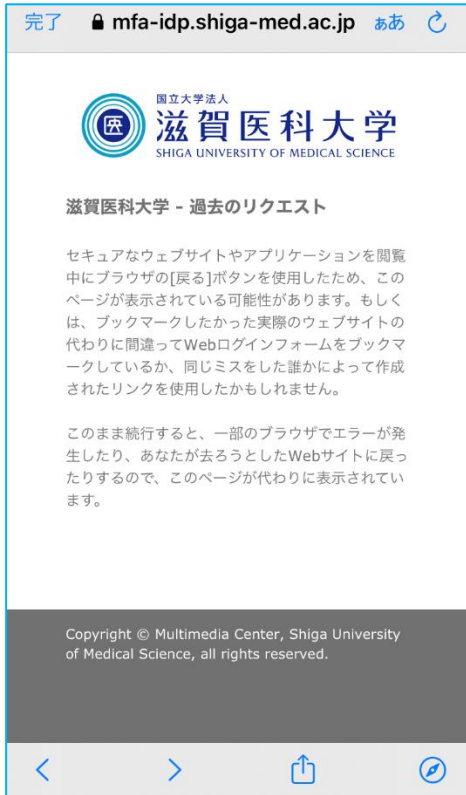 完了 mfa-idp.shiga-med.ac.jp ぁあ
国立大学法人
医 滋賀医科大学
SHIGA UNIVERSITY OF MEDICAL SCIENCE
滋賀医科大学 - 過去のリクエスト
セキュアなウェブサイトやアプリケーションを閲覧
中にブラウザの[戻る]ボタンを使用したため、この
ページが表示されている可能性があります。もしく
は、ブックマークしたかった実際のウェブサイトの
代わりに間違ってWebログインフォームをブックマ
ークしているか、同じミスをした誰かによって作成
されたリンクを使用したかもしれません。
このまま続行すると、一部のブラウザでエラーが発
生したり、あなたが去ろうとしたWebサイトに戻っ
たりするので、このページが代わりに表示されてい
ます。
Copyright © Multimedia Center, Shiga University
of Medical Science, all rights reserved.